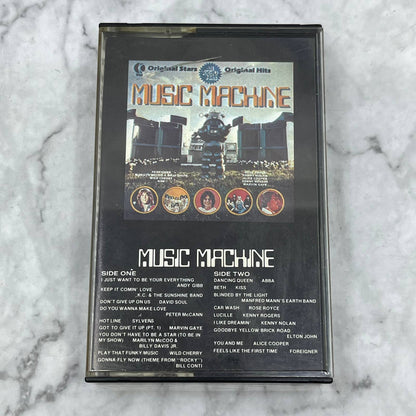 K
Original Stars
Original Hits
MUSIC MACHINE
MUSIC MACHINE
SIDE ONE
I JUST WANT TO BE YOUR EVERYTHING
ANDY GIBB
KEEP IT COMIN' LOVE
K.C. & THE SUNSHINE BAND
DON'T GIVE UP ON US DAVID SOUL
DO YOU WANNA MAKE LOVE
PETER McCANN
HOT LINE SYLVERS
GOT TO GIVE IT UP (PT. 1) MARVIN GAYE
YOU DON'T HAVE TO BE A STAR (TO BE IN
MY SHOW) MARILYN McCOO &
BILLY DAVIS JR.
PLAY THAT FUNKY MUSIC WILD CHERRY
GONNA FLY NOW (THEME FROM "ROCKY")
BILL CONTI
SIDE TWO
DANCING QUEEN ABBA
BETH KISS
BLINDED BY THE LIGHT
MANFRED MANN'S EARTH BAND
CAR WASH ROSE ROYCE
LUCILLE KENNY ROGERS
I LIKE DREAMIN' KENNY NOLAN
GOODBYE YELLOW BRICK ROAD
ELTON JOHN
YOU AND ME ALICE COOPER
FEELS LIKE THE FIRST TIME FOREIGNER